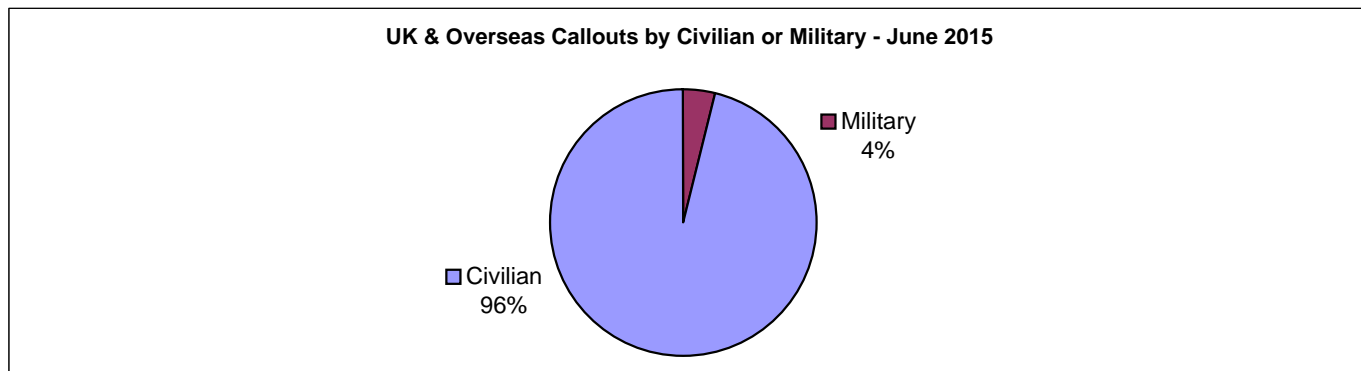 UK & Overseas Callouts by Civilian or Military - June 2015
Military
4%
Civilian
96%